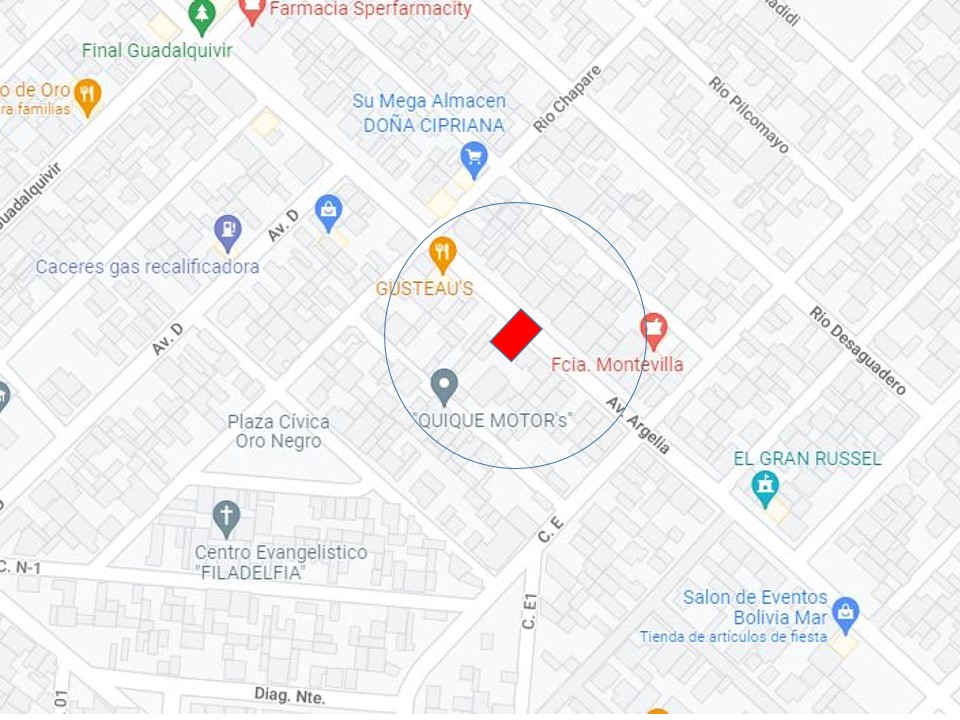 Farmacia Sperfarmacity
Final Guadalquivir
o de Oro
ra familias
Su Mega Almacen
DOÑA CIPRIANA
Rio Chapare
Rio Pilcomayo
Guadalquivir
Av. D
Caceres gas recalificadora
GUSTEAU'S
Av. D
Rio Desaguadero
Fcia. Montevilla
"QUIQUE MOTOR's"
Av. Argelia
Plaza Cívica
Oro Negro
EL GRAN RUSSEL
Centro Evangelistico
"FILADELFIA"
C. E
C. N-1
C. E1
Salon de Eventos
Bolivia Mar
Tienda de artículos de fiesta
Diag. Nte.
01